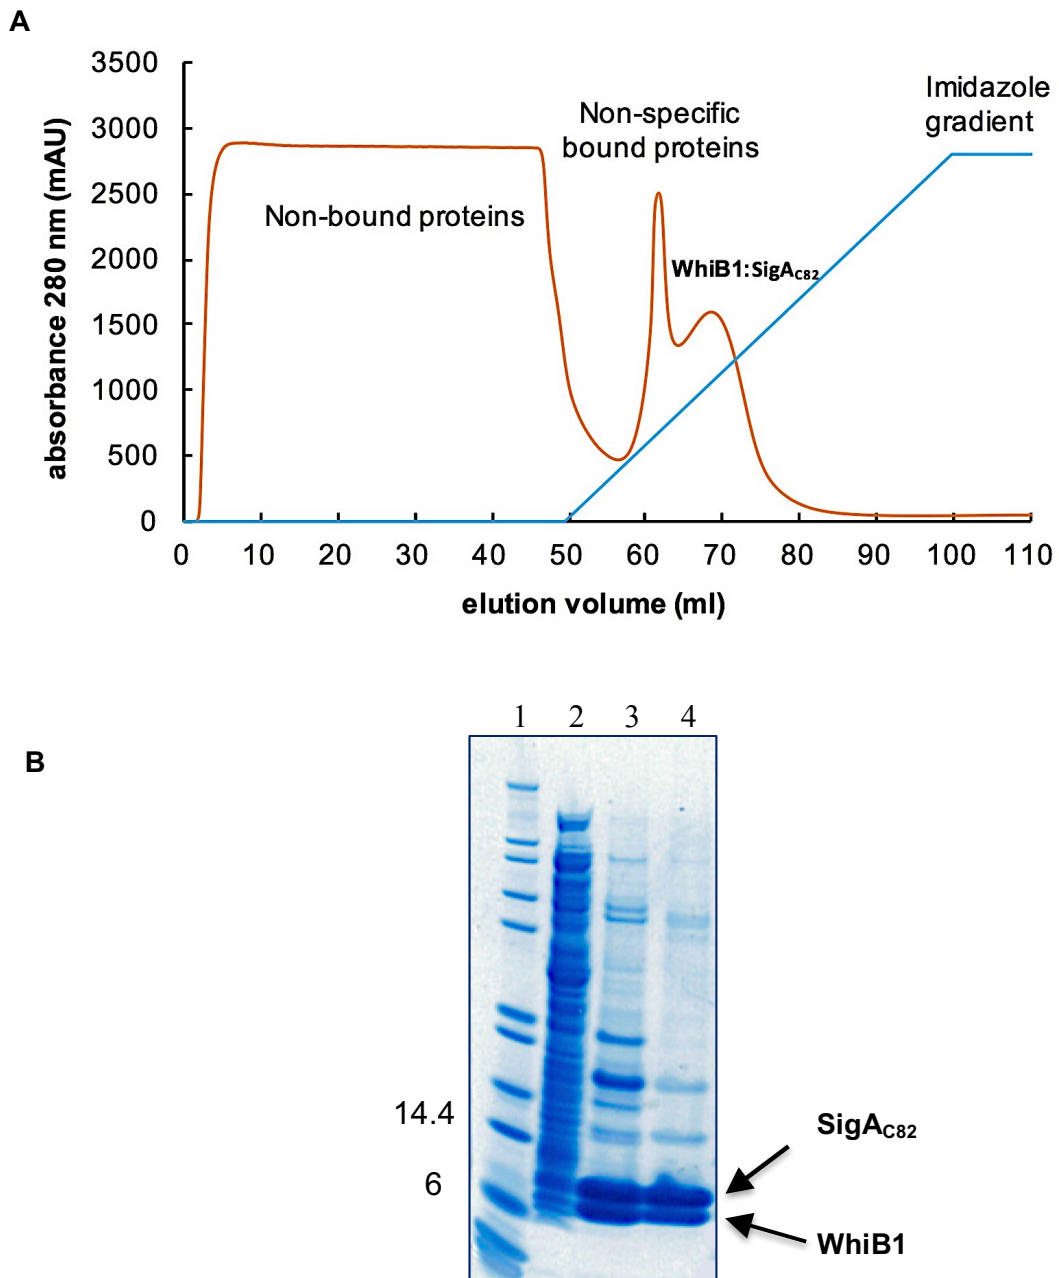 A
3500
3000
2500
2000
1500
1000
500
0
absorbance 280 nm (mAU)
Non-bound proteins
Non-specific
bound proteins
WhiB1:SigAC82
Imidazole
gradient
0 10 20 30 40 50 60 70 80 90 100 110
elution volume (ml)
B
1 2 3 4
14.4
6
SigAC82
WhiB1